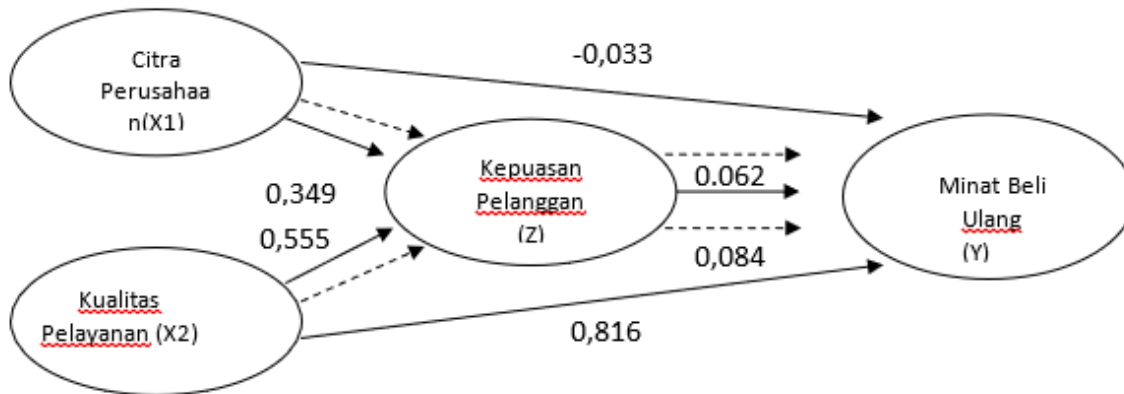 Citra
Perusahaa
n(X1)
-0,033
Kepuasan
Pelanggan
(Z)
0.062
Minat Beli
Ulang
(Y)
0,349
0,555
0,084
Kualitas
Pelayanan (X2)
0,816